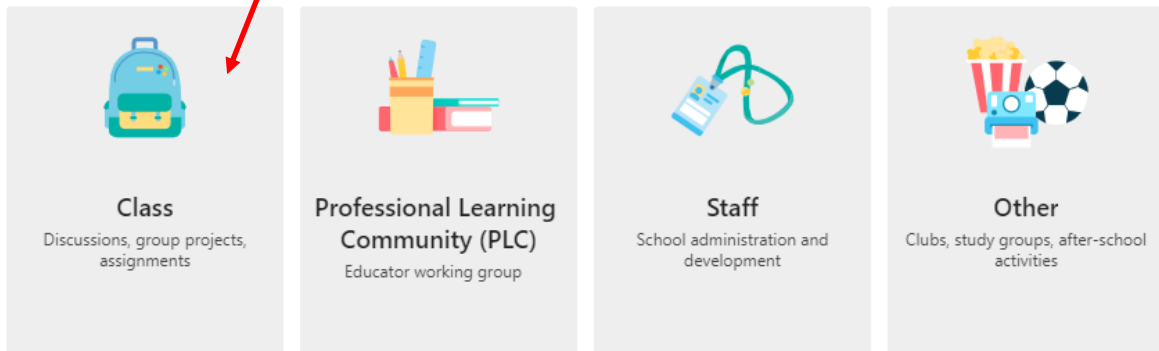 Class
Discussions, group projects,
assignments
Professional Learning
Community (PLC)
Educator working group
Staff
School administration and
development
Other
Clubs, study groups, after-school
activities